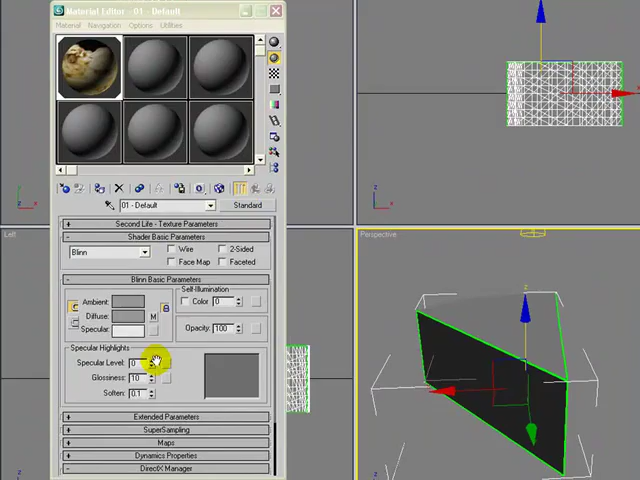 Material Editor - 01 - Default
Material Navigation Options Utilities
01 - Default
Standard
+ Second Life - Texture Parameters
- Shader Basic Parameters
Blinn
Wire
2-Sided
Face Map
Faceted
- Blinn Basic Parameters
Self-Illumination
Ambient:
Color 0
Diffuse: M
Specular:
Opacity: 100
Specular Highlights
Specular Level: 0
Glossiness: 10
Soften: 0.1
+ Extended Parameters
+ SuperSampling
+ Maps
+ Dynamics Properties
- DirectX Manager
Left
Perspective
z
x
z
x
z
z